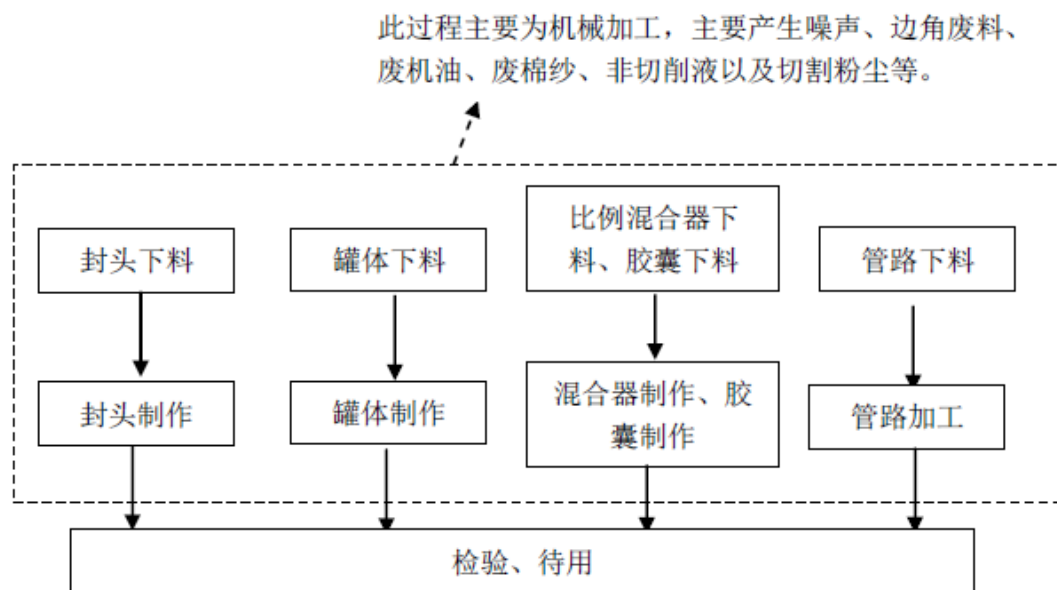 此过程主要为机械加工，主要产生噪声、边角废料、
废机油、废棉纱、非切削液以及切割粉尘等。
封头下料
罐体下料
比例混合器下
料、胶囊下料
管路下料
封头制作
罐体制作
混合器制作、胶
囊制作
管路加工
检验、待用